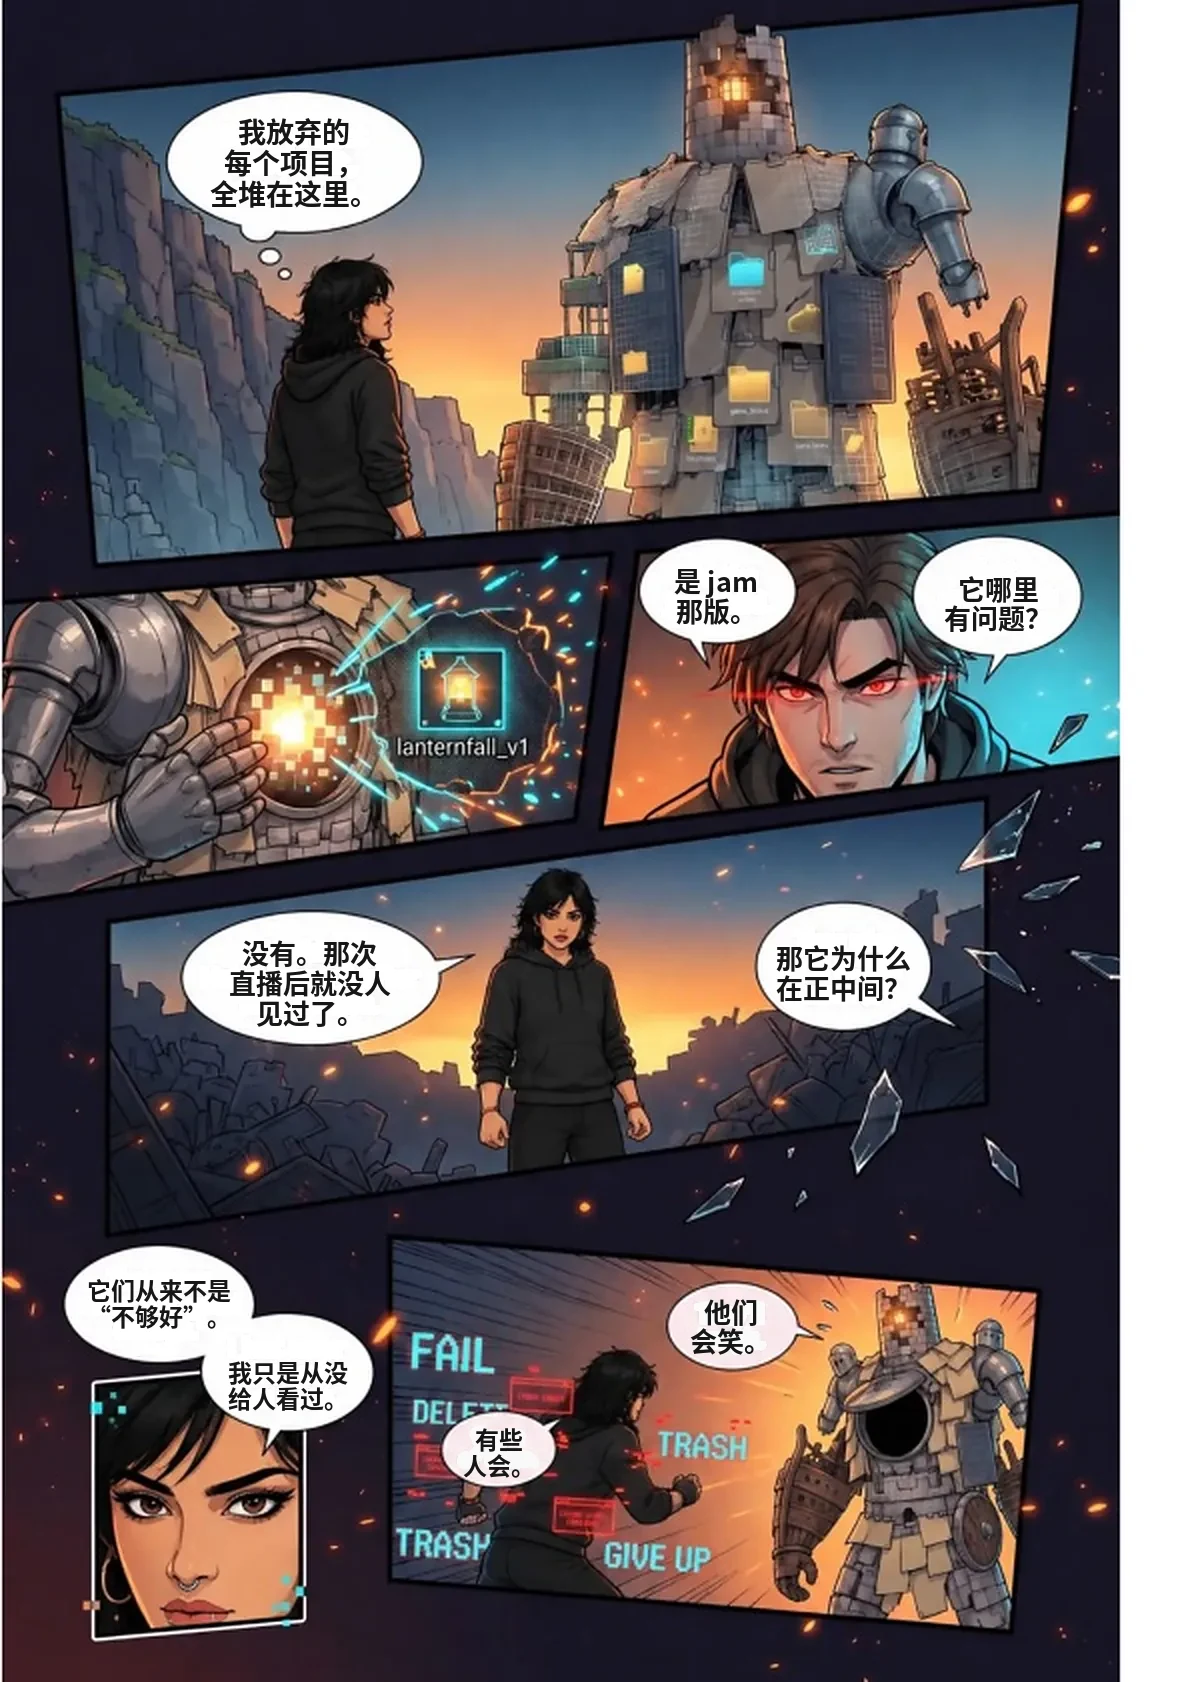 我放弃的
每个项目，
全堆在这里。
lanternfall_v1
是 jam
那版。
它哪里
有问题？
没有。那次
直播后就没人
见过了。
那它为什么
在正中间？
它们从来不是
“不够好”。
我只是从没
给人看过。
他们
会笑。
FAIL
有些
人会。
TRASH
TRASH
GIVE UP